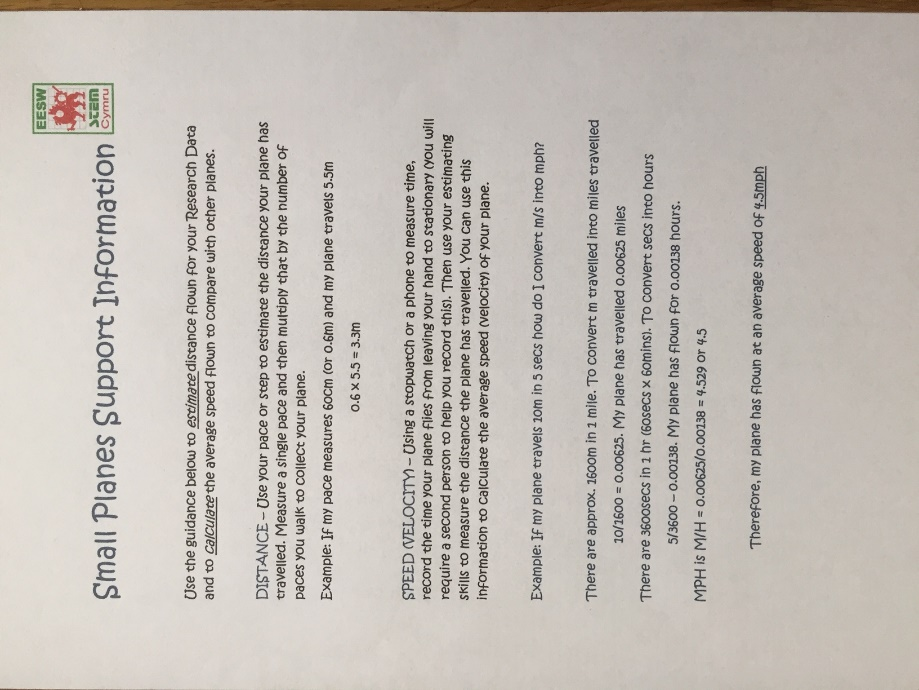 EESW
STEM
Cymru
Small Planes Support Information
Use the guidance below to estimate distance flown for your Research Data
and to calculate the average speed flown to compare with other planes.
DISTANCE – Use your pace or step to estimate the distance your plane has
travelled. Measure a single pace and then multiply that by the number of
paces you walk to collect your plane.
Example: If my pace measures 60cm (or 0.6m) and my plane travels 5.5m
0.6 x 5.5 = 3.3m
SPEED (VELOCITY) – Using a stopwatch or a phone to measure time,
record the time your plane flies from leaving your hand to stationary (you will
require a second person to help you record this). Then use your estimating
skills to measure the distance the plane has travelled. You can use this
information to calculate the average speed (velocity) of your plane.
Example: If my plane travels 10m in 5 secs how do I convert m/s into mph?
There are approx. 1600m in 1 mile. To convert m travelled into miles travelled
10/1600 = 0.00625. My plane has travelled 0.00625 miles
There are 3600secs in 1 hr (60secs x 60mins). To convert secs into hours
5/3600 – 0.00138. My plane has flown for 0.00138 hours.
MPH is M/H = 0.00625/0.00138 = 4.529 or 4.5
Therefore, my plane has flown at an average speed of 4.5mph